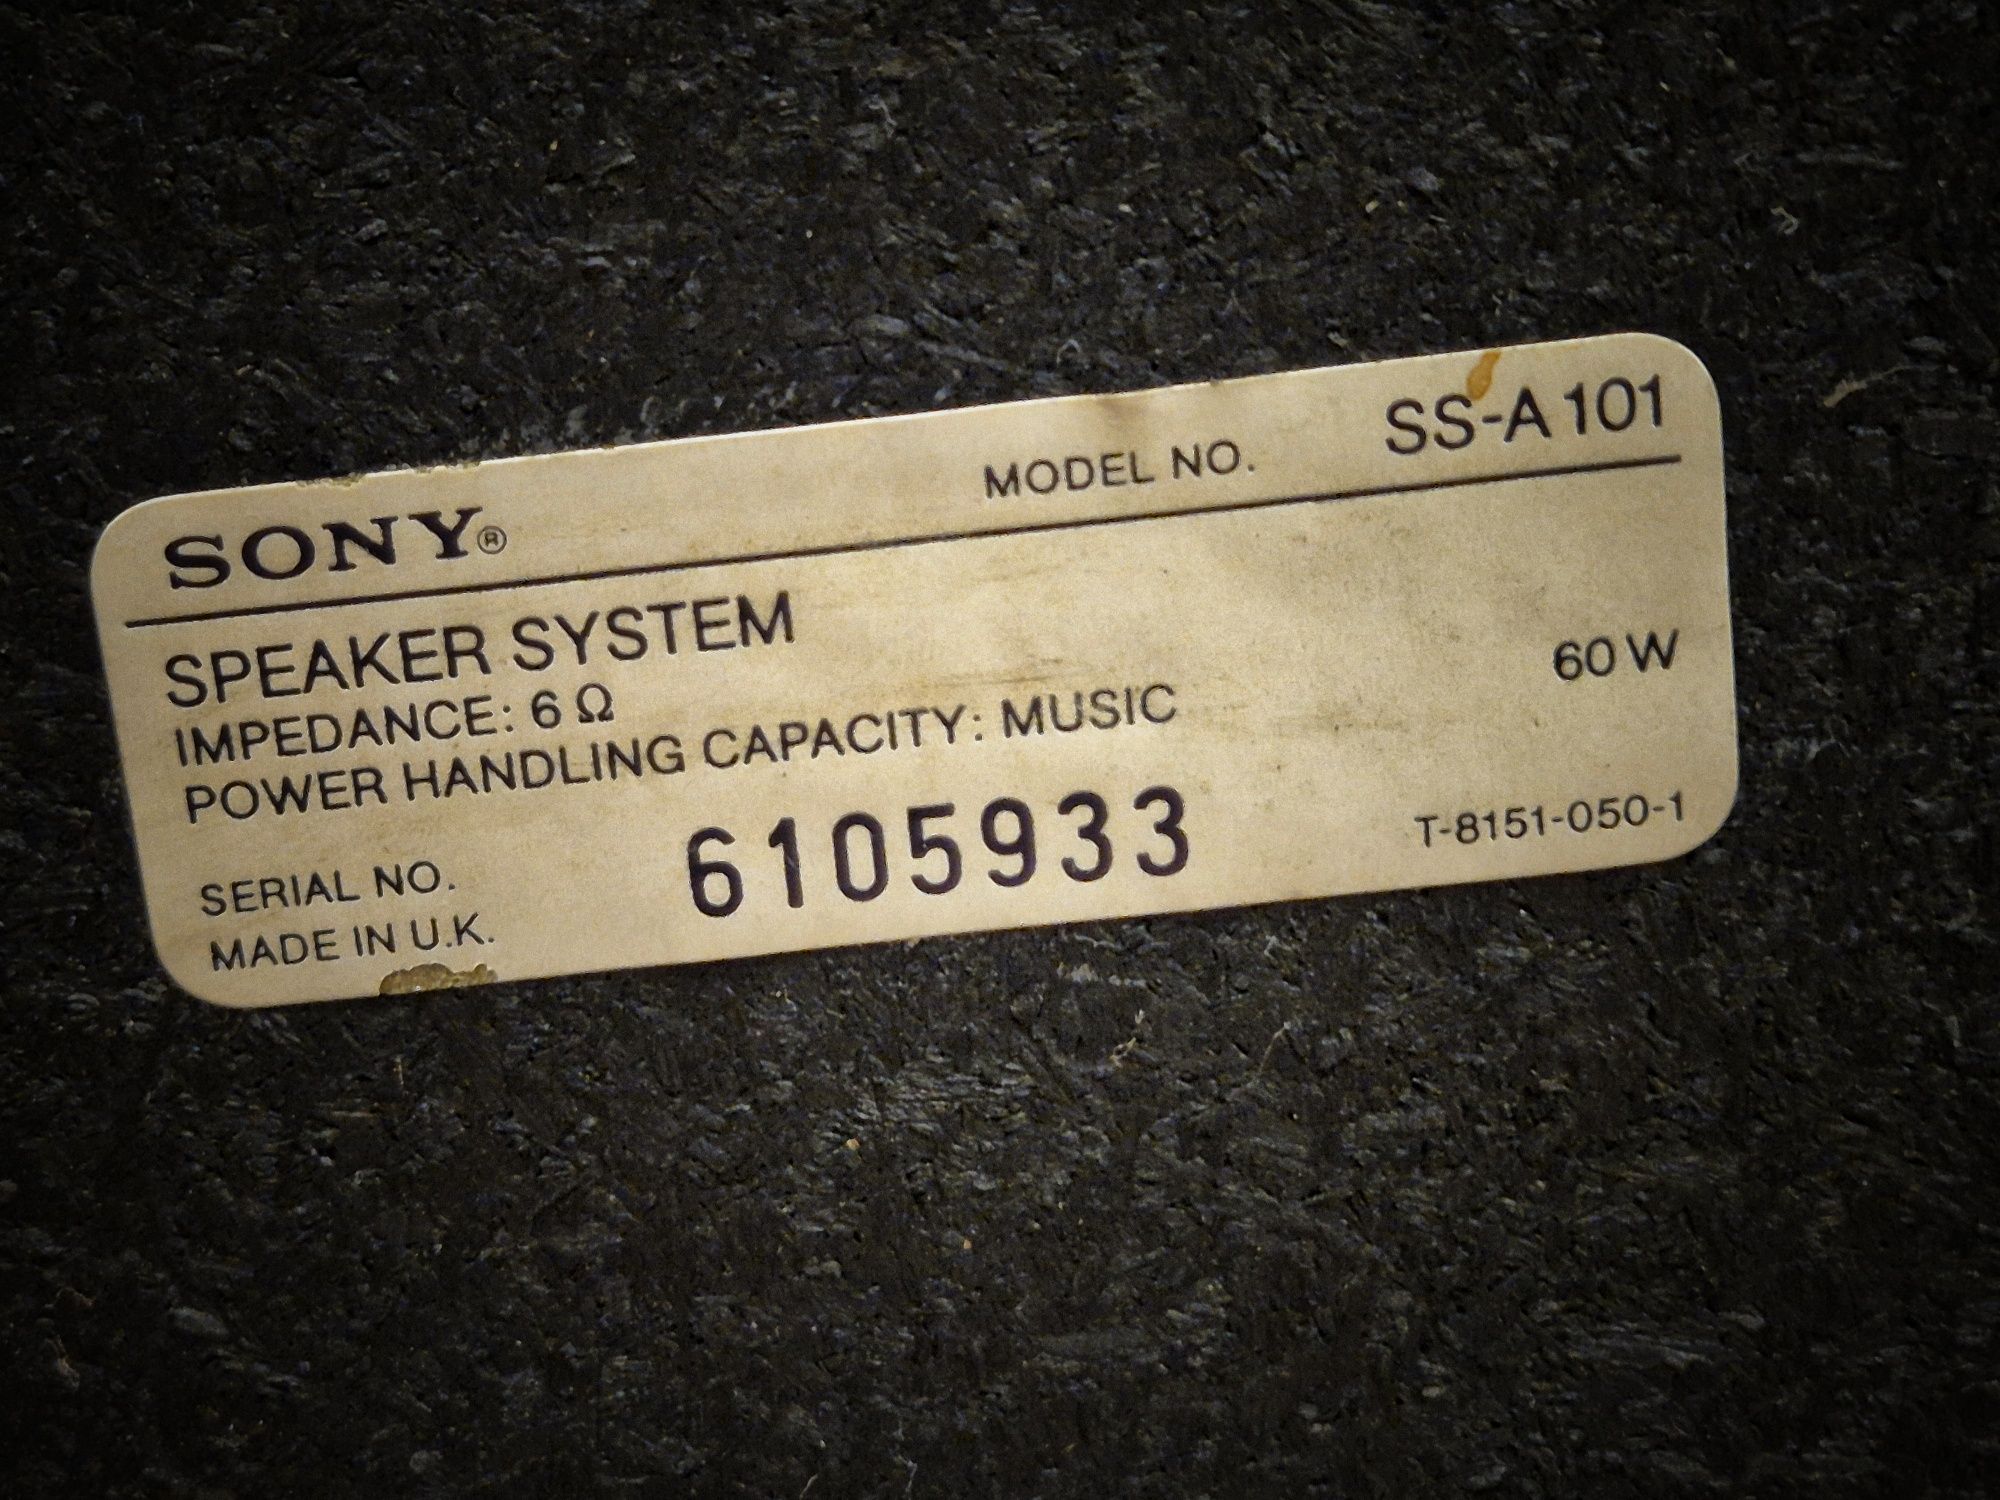 SONY® MODEL NO. SS-A101
SPEAKER SYSTEM
IMPEDANCE: 6 Ω
POWER HANDLING CAPACITY: MUSIC 60 W
SERIAL NO. 6105933 T-8151-050-1
MADE IN U.K.